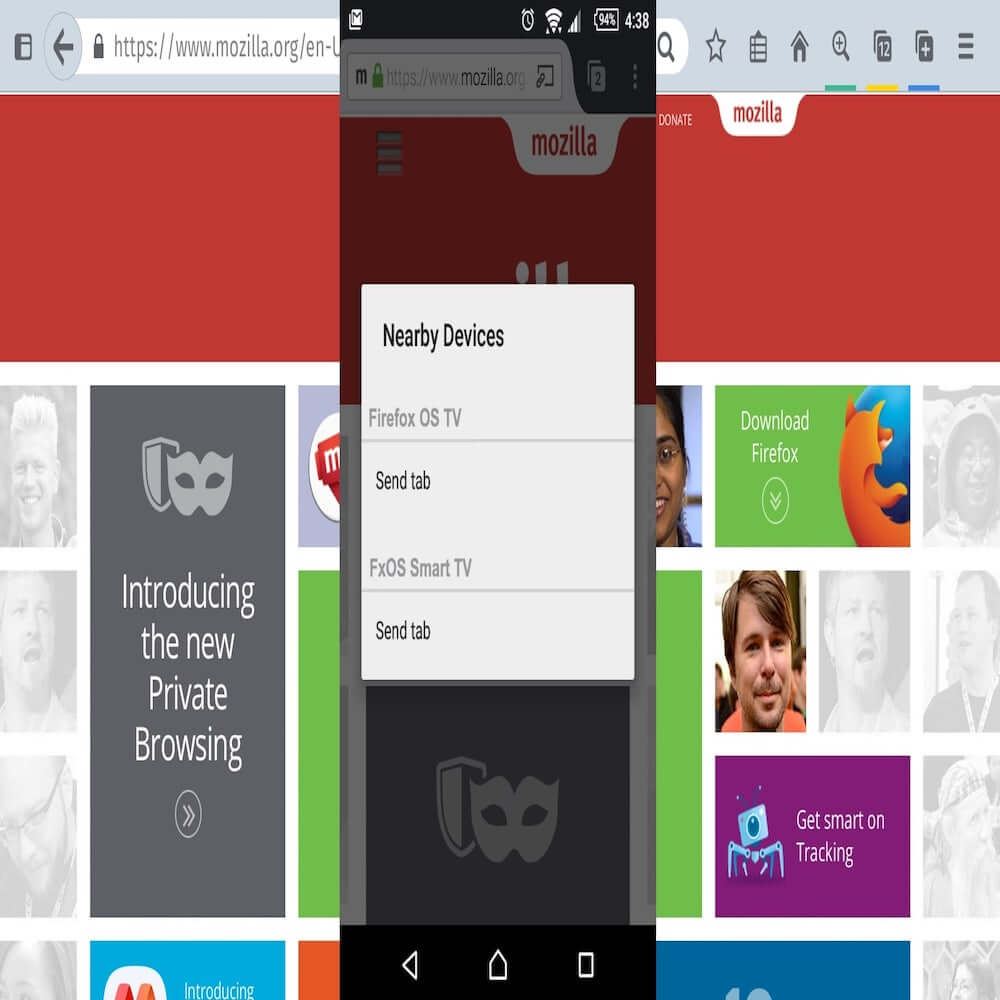 https://www.mozilla.org/en-U
12
DONATE
mozilla
94%
4:38
m https://www.mozilla.org
2
mozilla
Nearby Devices
Firefox OS TV
Send tab
FxOS Smart TV
Send tab
Introducing
the new
Private
Browsing
Download
Firefox
Get smart on
Tracking
Introducing